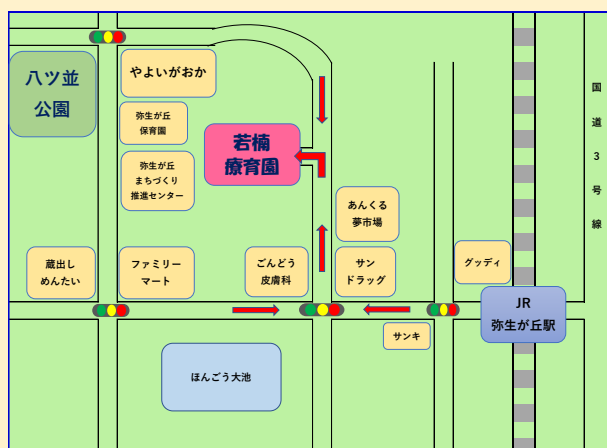 八ツ並
公園
やよいがおか
弥生が丘
保育園
弥生が丘
まちづくり
推進センター
若楠
療育園
あんくる
夢市場
国道3号線
蔵出し
めんたい
ファミリー
マート
ごんどう
皮膚科
サン
ドラッグ
グッディ
JR
弥生が丘駅
サンキ
ほんごう大池